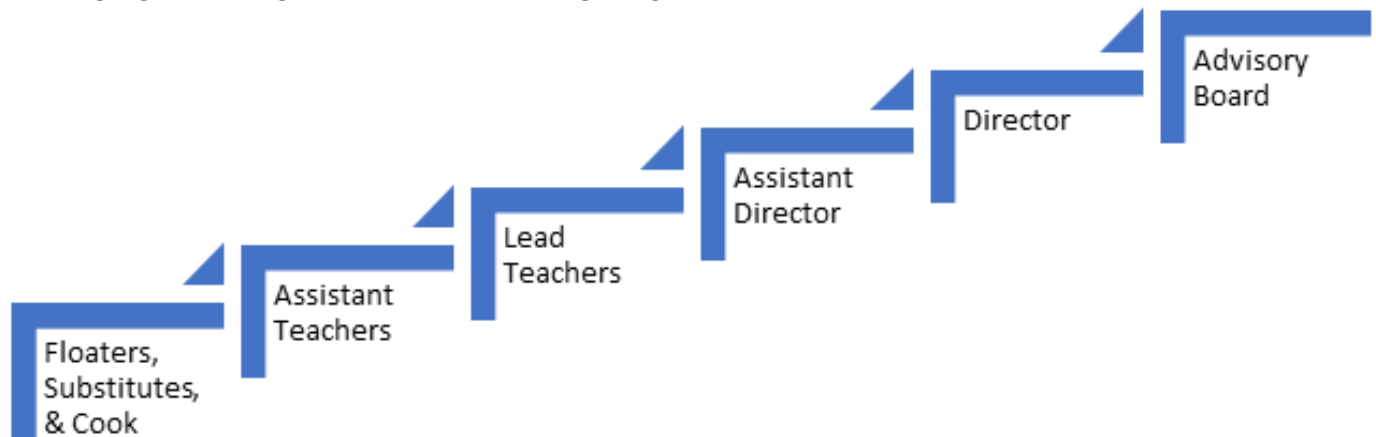 Advisory
Board
Director
Assistant
Director
Lead
Teachers
Assistant
Teachers
Floaters,
Substitutes,
& Cook